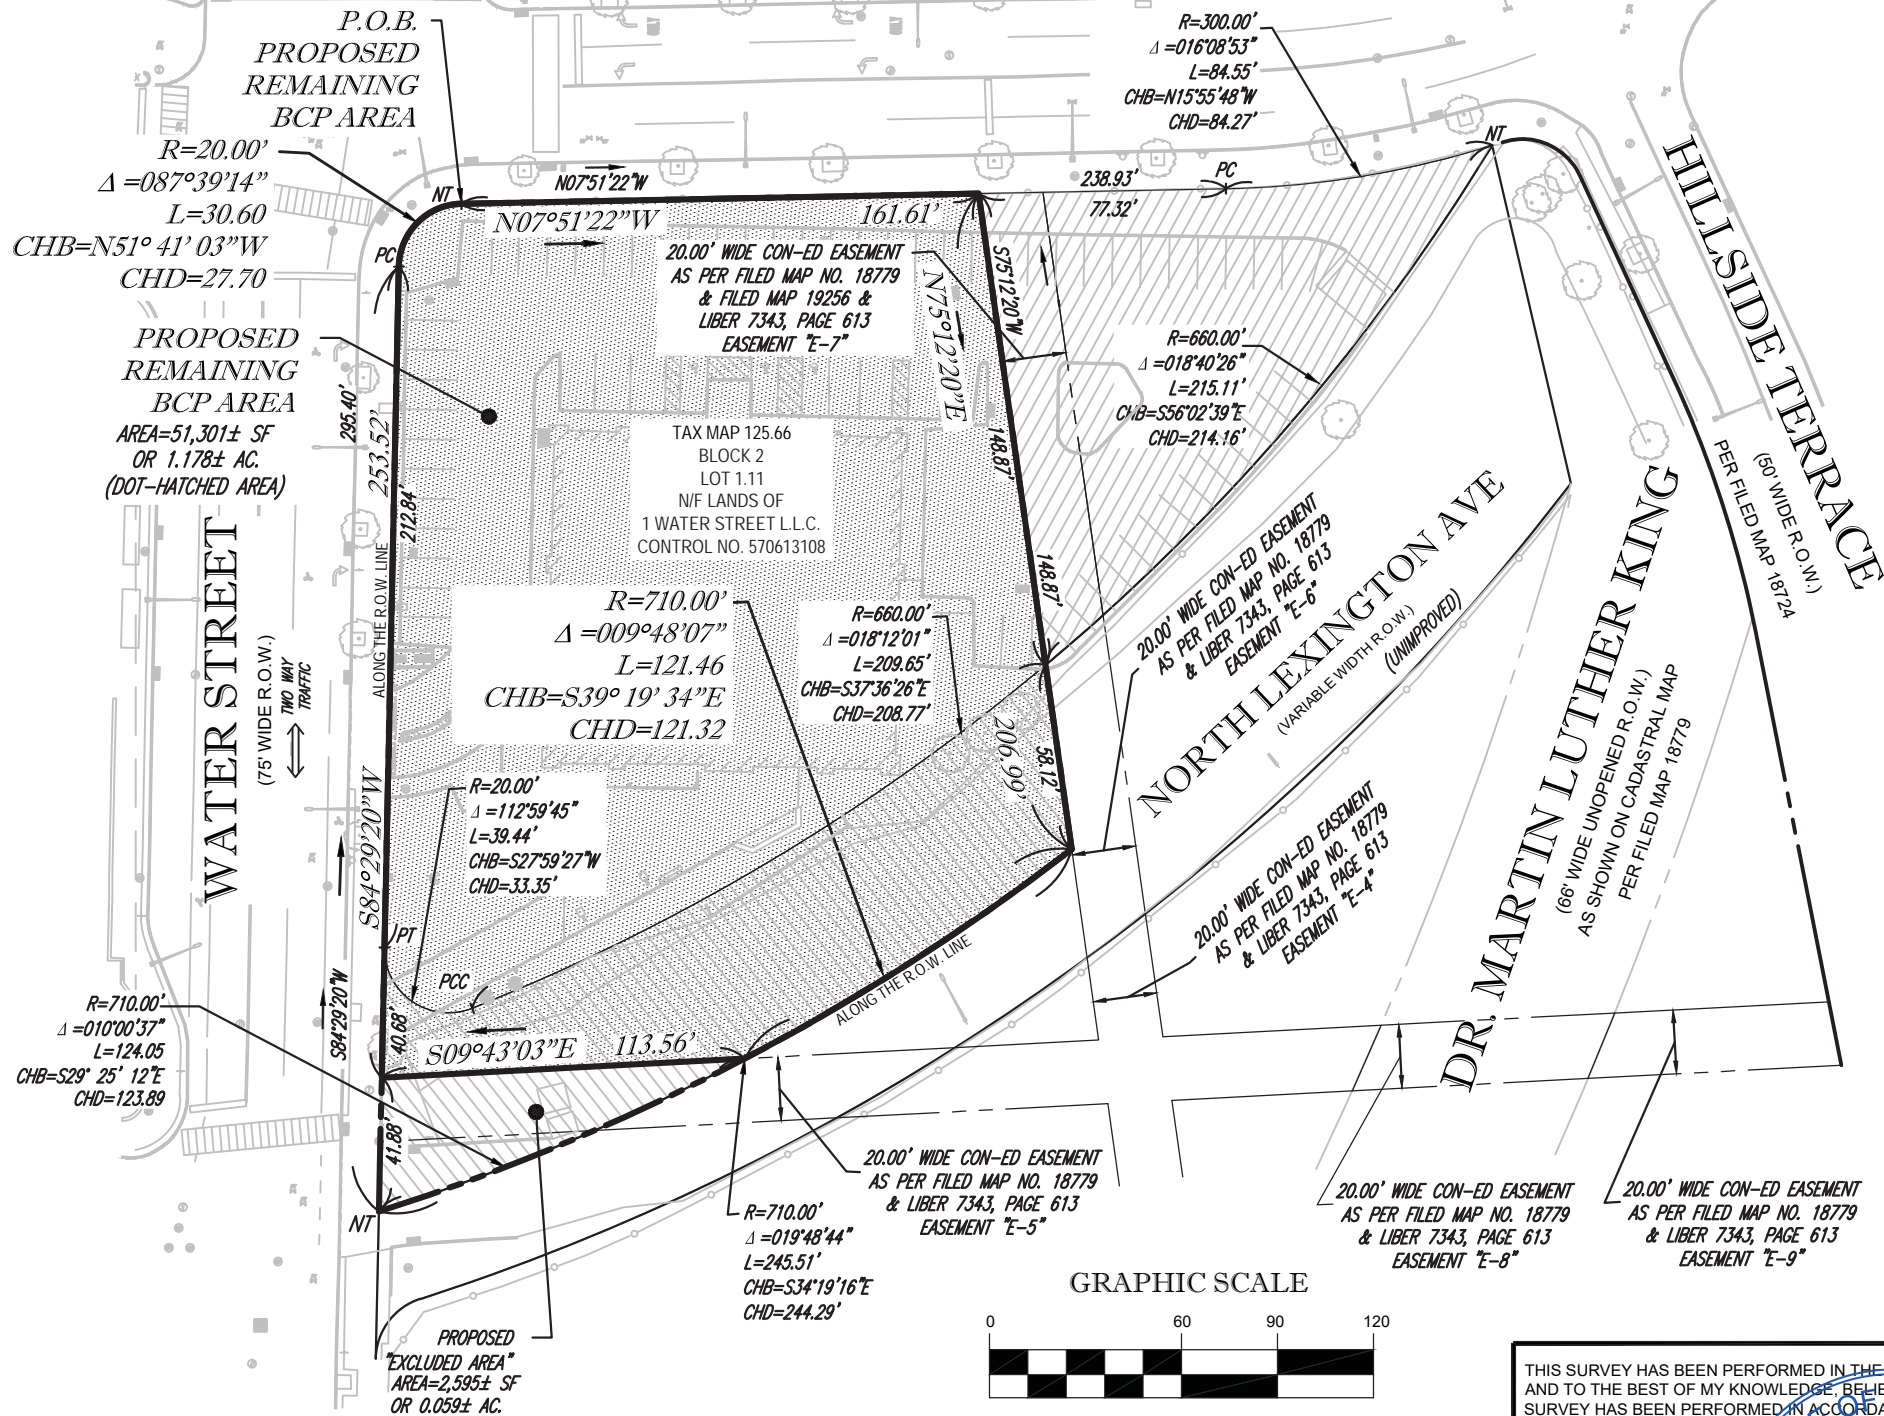 P.O.B.
PROPOSED
REMAINING
BCP AREA
R=20.00'
Δ =087°39'14"
L=30.60
CHB=N51° 41' 03"W
CHD=27.70
PROPOSED
REMAINING
BCP AREA
AREA=51,301± SF
OR 1.178± AC.
(DOT-HATCHED AREA)
R=300.00'
Δ =016°08'53"
L=84.55'
CHB=N15°55'48"W
CHD=84.27'
NT
N07°51'22"W
N07°51'22"W
161.61'
238.93'
77.32'
PC
NT
PC
20.00' WIDE CON-ED EASEMENT
AS PER FILED MAP NO. 18779
& FILED MAP 19256 &
LIBER 7343, PAGE 613
EASEMENT "E-7"
N75°12'20"E
S75°12'20"W
148.87'
148.87'
58.12'
206.99'
R=660.00'
Δ =018°40'26"
L=215.11'
CHB=S56°02'39"E
CHD=214.16'
HILLSIDE TERRACE
(50' WIDE R.O.W.)
PER FILED MAP 18724
TAX MAP 125.66
BLOCK 2
LOT 1.11
N/F LANDS OF
1 WATER STREET L.L.C.
CONTROL NO. 570613108
295.40'
253.52'
212.84'
ALONG THE R.O.W. LINE
S84°29'20"W
WATER STREET
(75' WIDE R.O.W.)
TWO WAY
TRAFFIC
R=710.00'
Δ =009°48'07"
L=121.46
CHB=S39° 19' 34"E
CHD=121.32
R=660.00'
Δ =018°12'01"
L=209.65'
CHB=S37°36'26"E
CHD=208.77'
R=20.00'
Δ =112°59'45"
L=39.44'
CHB=S27°59'27"W
CHD=33.35'
20.00' WIDE CON-ED EASEMENT
AS PER FILED MAP NO. 18779
& LIBER 7343, PAGE 613
EASEMENT "E-6"
NORTH LEXINGTON AVE
(VARIABLE WIDTH R.O.W.)
(UNIMPROVED)
20.00' WIDE CON-ED EASEMENT
AS PER FILED MAP NO. 18779
& LIBER 7343, PAGE 613
EASEMENT "E-4"
DR. MARTIN LUTHER KING
(66' WIDE UNOPENED R.O.W.)
AS SHOWN ON CADASTRAL MAP
PER FILED MAP 18779
PT
PCC
S84°29'20"W
40.68'
ALONG THE R.O.W. LINE
S09°43'03"E
113.56'
R=710.00'
Δ =010°00'37"
L=124.05
CHB=S29° 25' 12"E
CHD=123.89
41.88'
NT
20.00' WIDE CON-ED EASEMENT
AS PER FILED MAP NO. 18779
& LIBER 7343, PAGE 613
EASEMENT "E-5"
R=710.00'
Δ =019°48'44"
L=245.51'
CHB=S34°19'16"E
CHD=244.29'
20.00' WIDE CON-ED EASEMENT
AS PER FILED MAP NO. 18779
& LIBER 7343, PAGE 613
EASEMENT "E-8"
20.00' WIDE CON-ED EASEMENT
AS PER FILED MAP NO. 18779
& LIBER 7343, PAGE 613
EASEMENT "E-9"
PROPOSED
"EXCLUDED AREA"
AREA=2,595± SF
OR 0.059± AC.
GRAPHIC SCALE
0 60 90 120
THIS SURVEY HAS BEEN PERFORMED IN THE
AND TO THE BEST OF MY KNOWLEDGE,
SURVEY HAS BEEN PERFORMED IN
OF